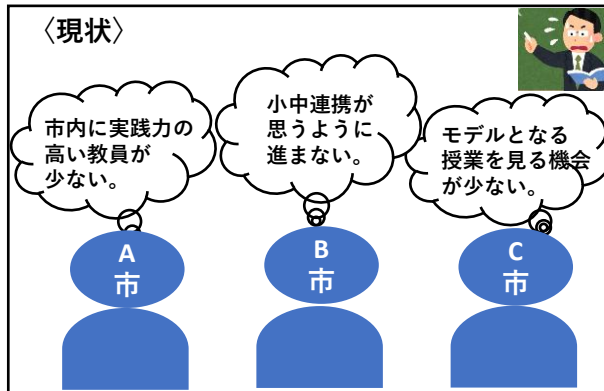 〈現状〉
市内に実践力の
高い教員が
少ない。
小中連携が
思うように
進まない。
モデルとなる
授業を見る機会
が少ない。
A
市
B
市
C
市